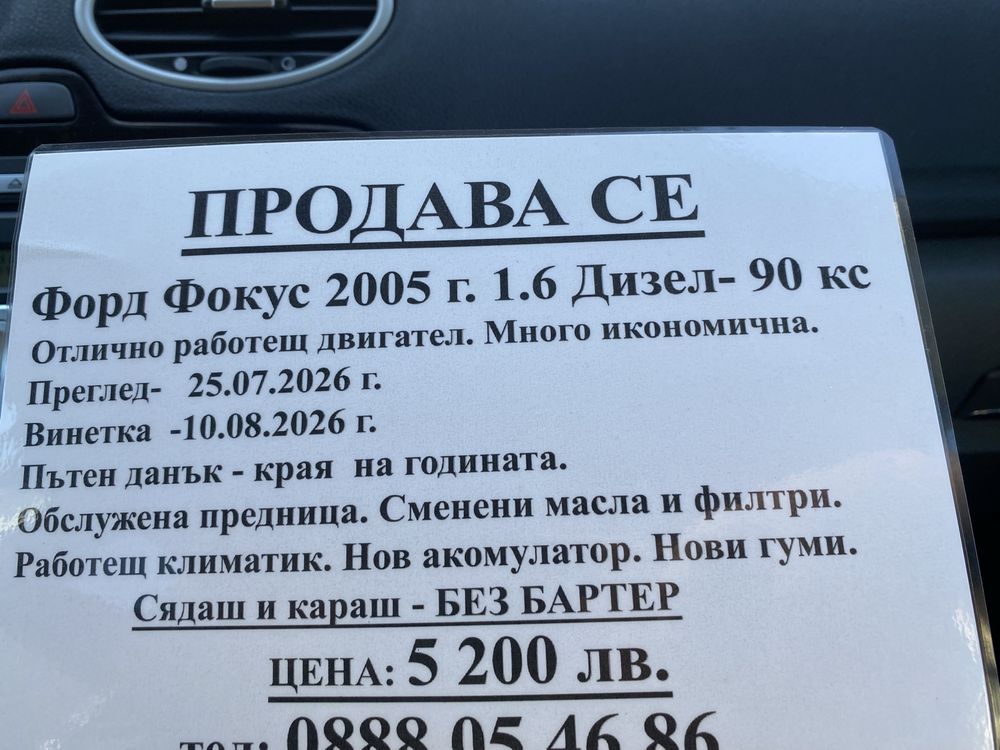 ПРОДАВА СЕ
Форд Фокус 2005 г. 1.6 Дизел- 90 кс
Отлично работещ двигател. Много икономична.
Преглед- 25.07.2026 г.
Винетка -10.08.2026 г.
Пътен данък - края на годината.
Обслужена предница. Сменени масла и филтри.
Работещ климатик. Нов акомулатор. Нови гуми.
Сядаш и караш - БЕЗ БАРТЕР
ЦЕНА: 5 200 лв.
тел: 0888 05 46 86